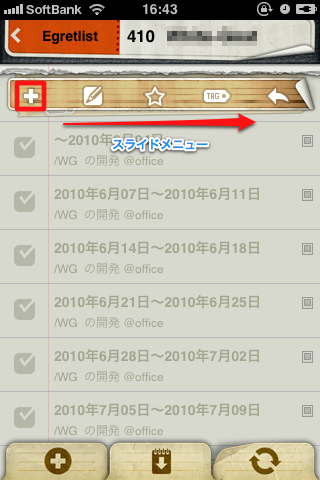 SoftBank 16:43
Egretlist 410
TAG
スライドメニュー
/WG の開発 @office
2010年6月07日〜2010年6月11日
/WG の開発 @office
2010年6月14日〜2010年6月18日
/WG の開発 @office
2010年6月21日〜2010年6月25日
/WG の開発 @office
2010年6月28日〜2010年7月02日
/WG の開発 @office
2010年7月05日〜2010年7月09日
/WG の開発 @office